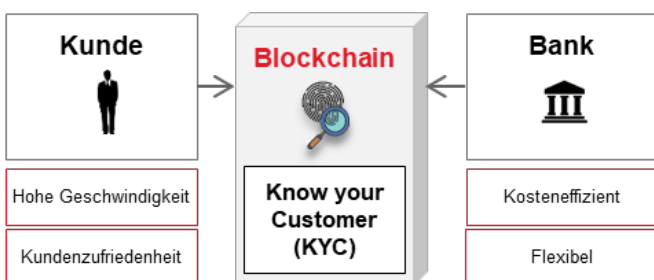 Kunde
Hohe Geschwindigkeit
Kundenzufriedenheit
Blockchain
Know your
Customer
(KYC)
Bank
Kosteneffizient
Flexibel